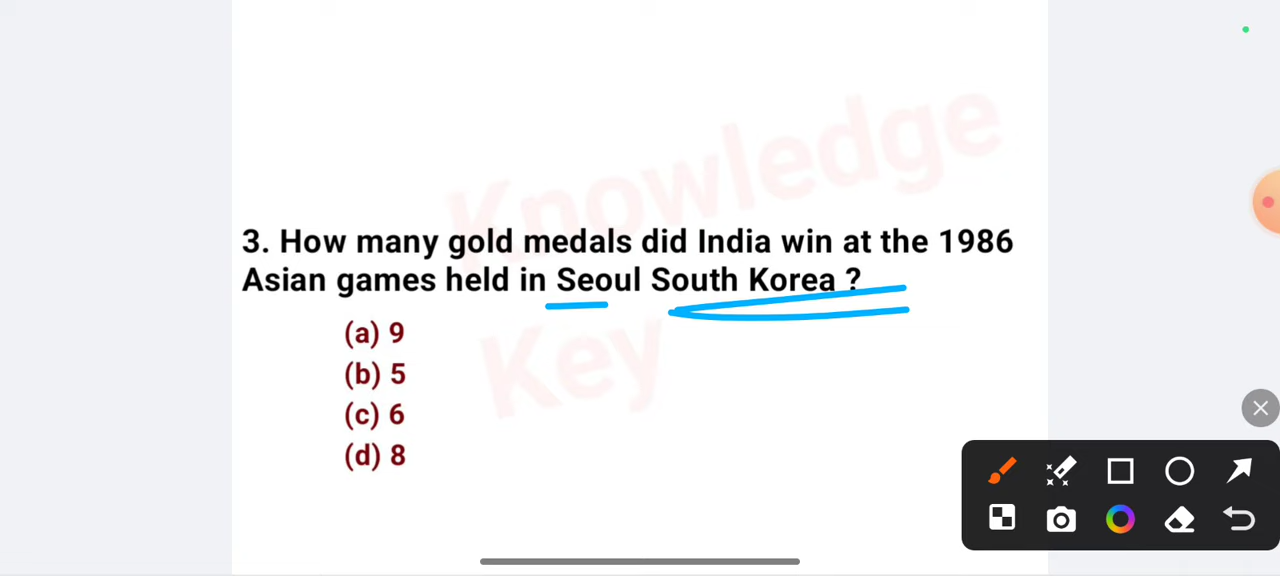 Knowledge
Key
3. How many gold medals did India win at the 1986
Asian games held in Seoul South Korea ?
(a) 9
(b) 5
(c) 6
(d) 8